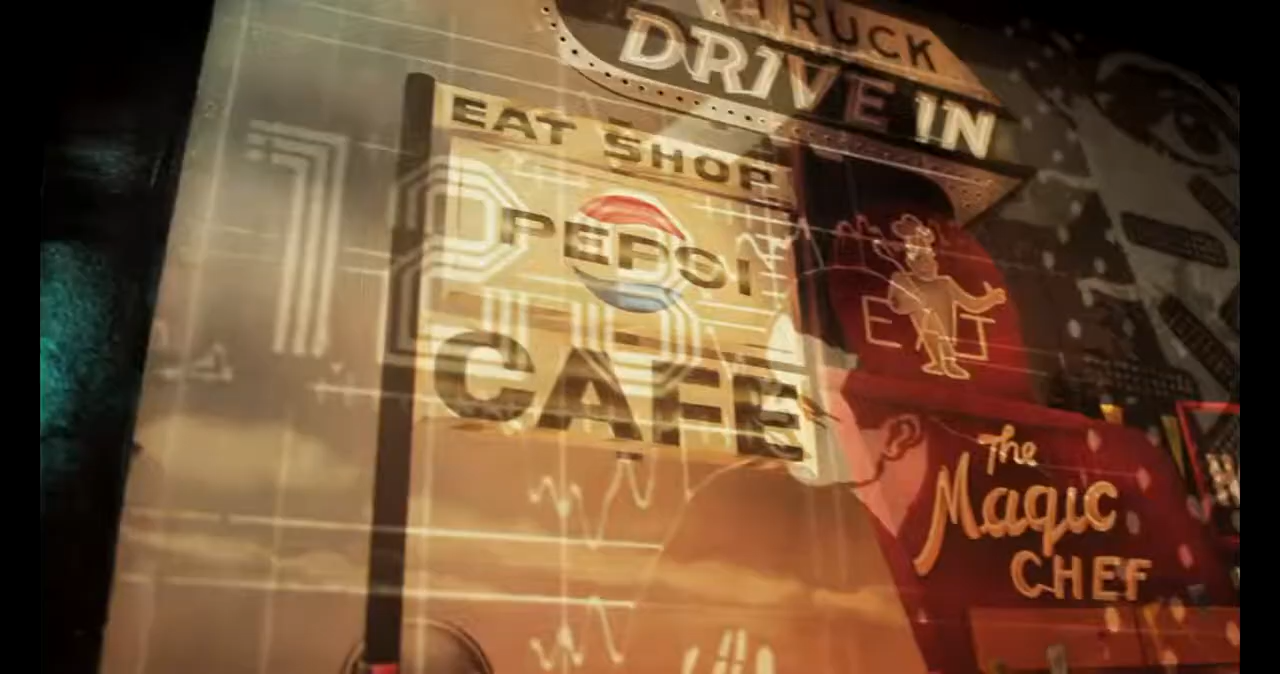 TRUCK
DRIVE IN
EAT SHOP
PEPSI
CAFE
EAT
The
Magic
CHEF